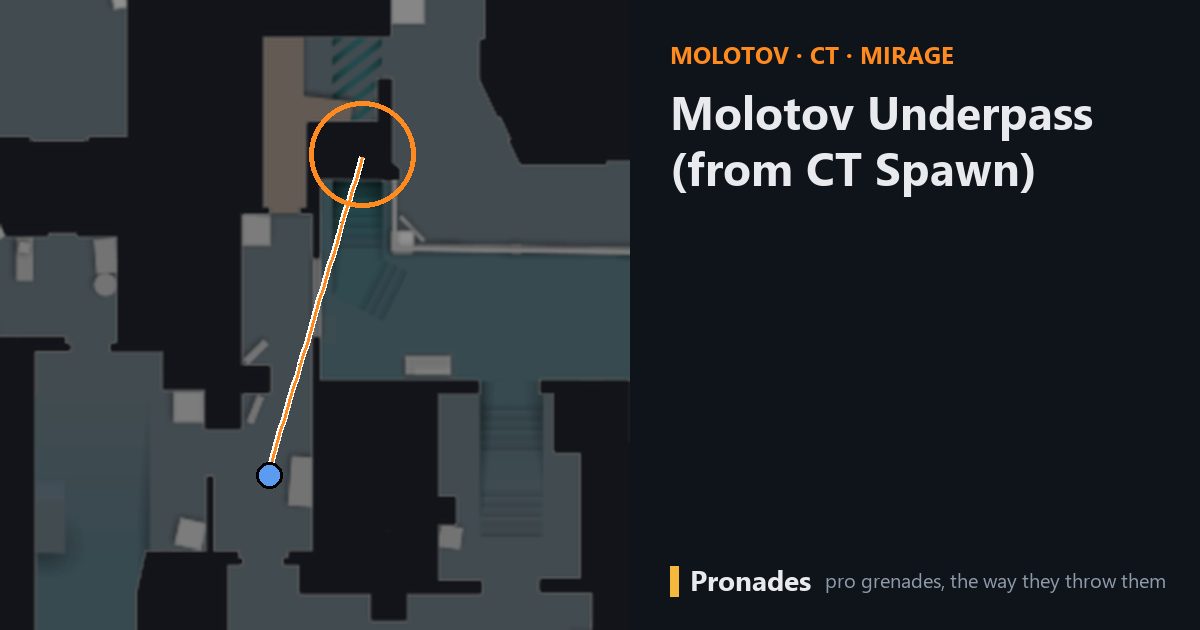 MOLOTOV · CT · MIRAGE
Molotov Underpass
(from CT Spawn)
Pronades pro grenades, the way they throw them